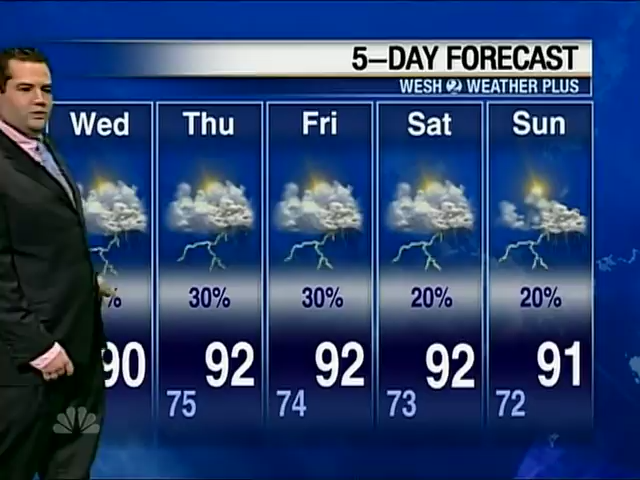 5-DAY FORECAST
WESH 2 WEATHER PLUS
Wed Thu Fri Sat Sun
% 30% 30% 20% 20%
90 92 92 92 91
75 74 73 72